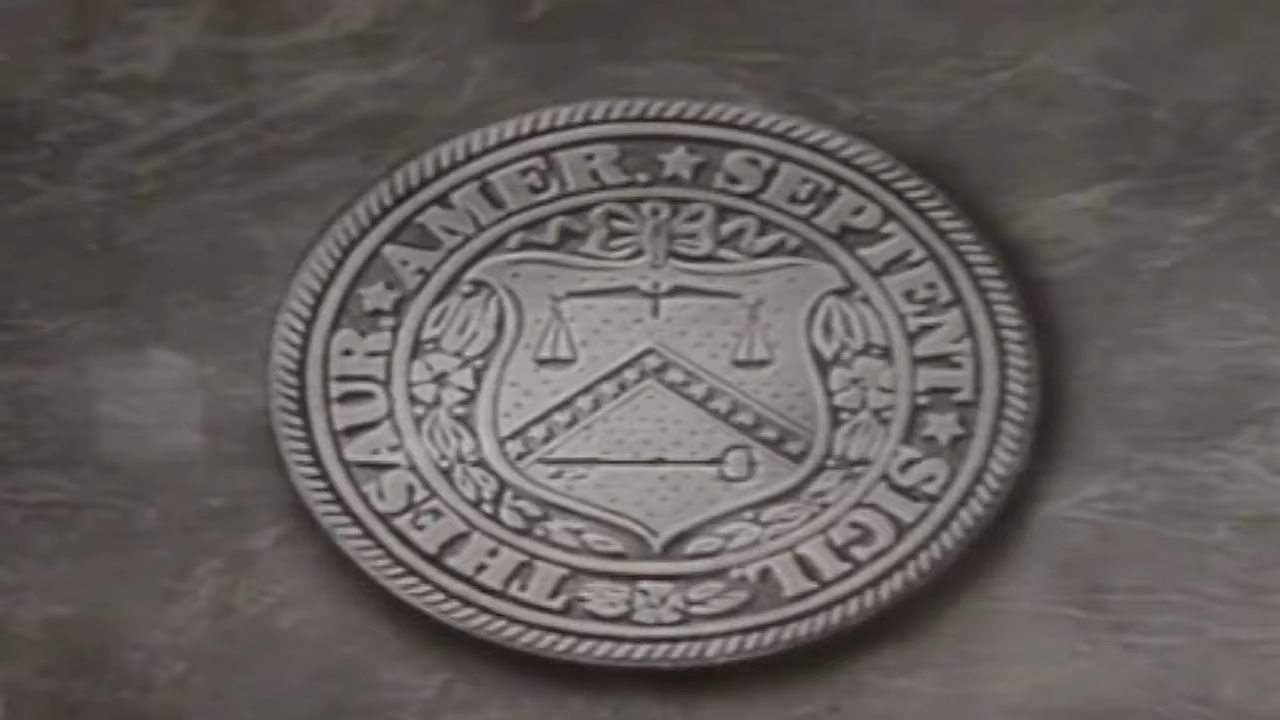 THESAUR. ★ AMER. ★ SEPTENT ★ SIGIL